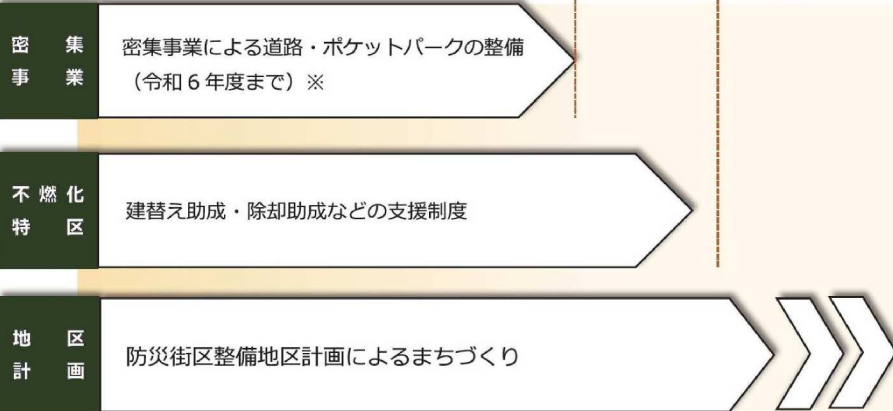 密集
事業
密集事業による道路・ポケットパークの整備
（令和６年度まで）※
不燃化
特区
建替え助成・除却助成などの支援制度
地区
計画
防災街区整備地区計画によるまちづくり